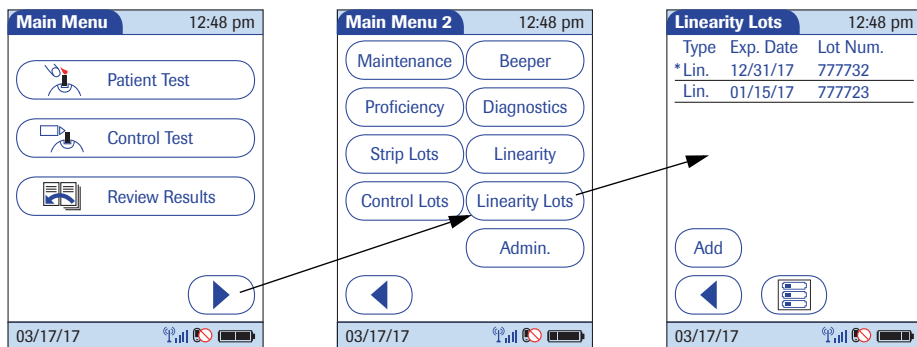 Main Menu 12:48 pm
Patient Test
Control Test
Review Results
03/17/17
Main Menu 2 12:48 pm
Maintenance Beeper
Proficiency Diagnostics
Strip Lots Linearity
Control Lots Linearity Lots
Admin.
03/17/17
Linearity Lots 12:48 pm
Type Exp. Date Lot Num.
*Lin. 12/31/17 777732
Lin. 01/15/17 777723
Add
03/17/17